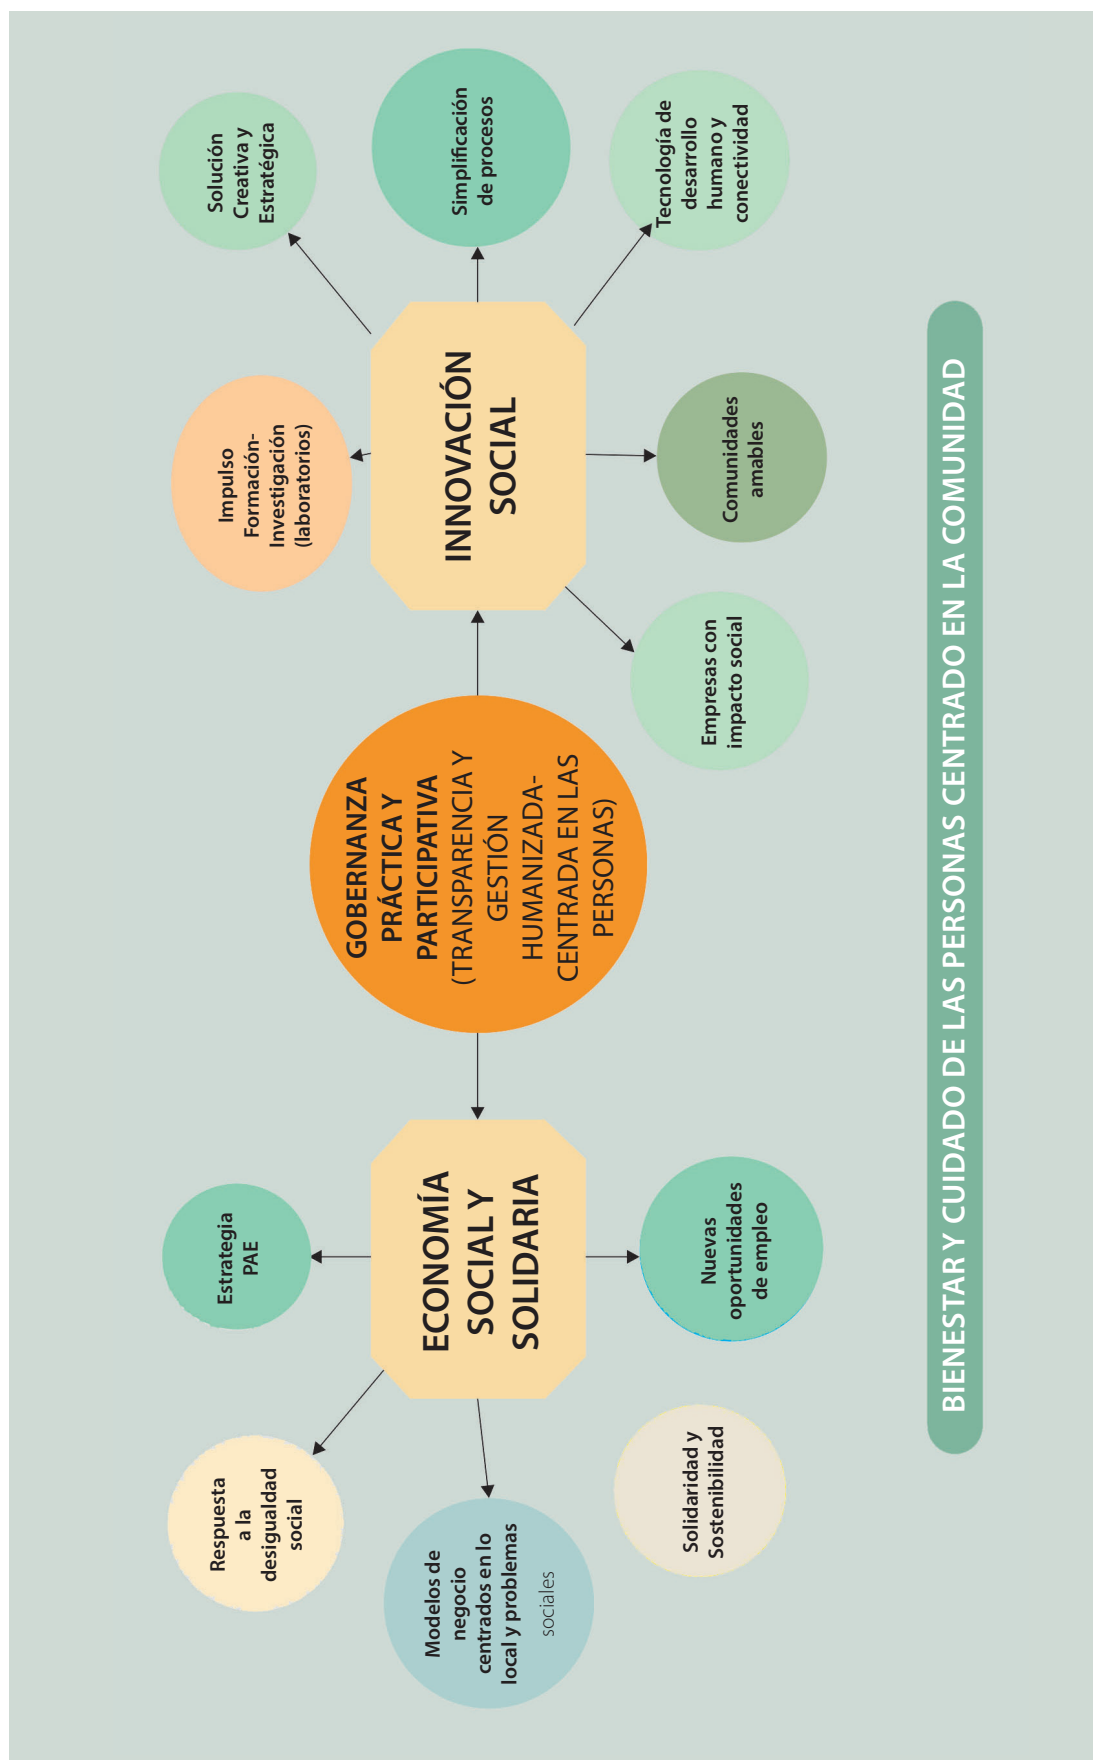 Respuesta
a la
desigualdad
social
Estrategia
PAE
Modelos de
negocio
centrados en lo
local y problemas
sociales
ECONOMÍA
SOCIAL Y
SOLIDARIA
Solidaridad y
Sostenibilidad
Nuevas
oportunidades
de empleo
GOBERNANZA
PRÁCTICA Y
PARTICIPATIVA
(TRANSPARENCIA Y
GESTIÓN
HUMANIZADA-
CENTRADA EN LAS
PERSONAS)
Impulso
Formación-
Investigación
(laboratorios)
Solución
Creativa y
Estratégica
INNOVACIÓN
SOCIAL
Simplificación
de procesos
Empresas con
impacto social
Comunidades
amables
Tecnología de
desarrollo
humano y
conectividad
BIENESTAR Y CUIDADO DE LAS PERSONAS CENTRADO EN LA COMUNIDAD